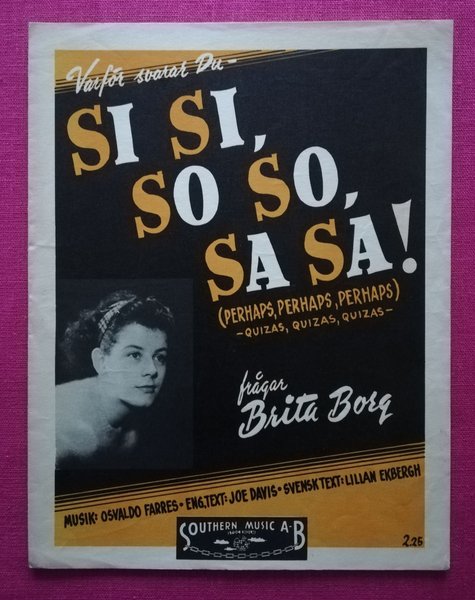 Varför svarar Du-
SI SI,
SO SO,
SA SA!
(PERHAPS, PERHAPS, PERHAPS)
-QUIZAS, QUIZAS, QUIZAS-
frågar
Brita Borg
MUSIK: OSVALDO FARRES • ENG. TEXT: JOE DAVIS • SVENSK TEXT: LILIAN EKBERGH
SOUTHERN MUSIC A-B
2.25